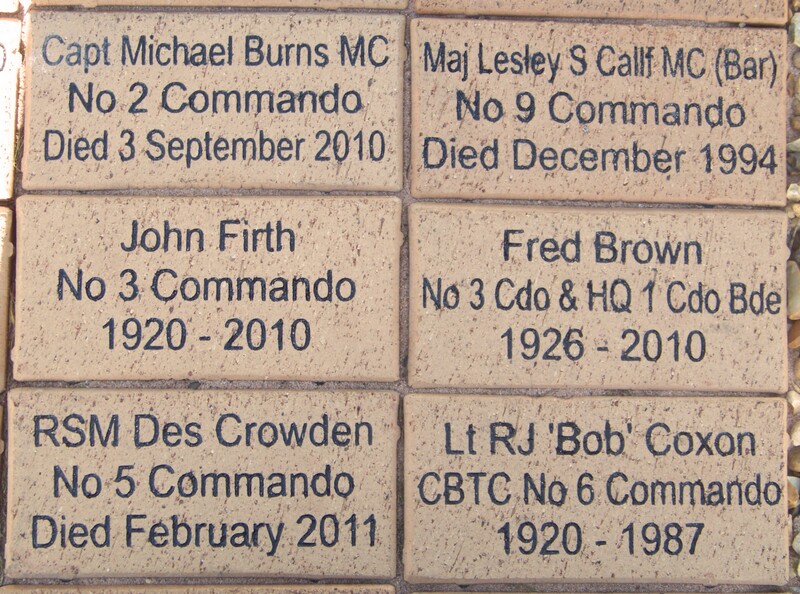 Capt Michael Burns MC
No 2 Commando
Died 3 September 2010
Maj Lesley S Callf MC (Bar)
No 9 Commando
Died December 1994
John Firth
No 3 Commando
1920 - 2010
Fred Brown
No 3 Cdo & HQ 1 Cdo Bde
1926 - 2010
RSM Des Crowden
No 5 Commando
Died February 2011
Lt RJ 'Bob' Coxon
CBTC No 6 Commando
1920 - 1987